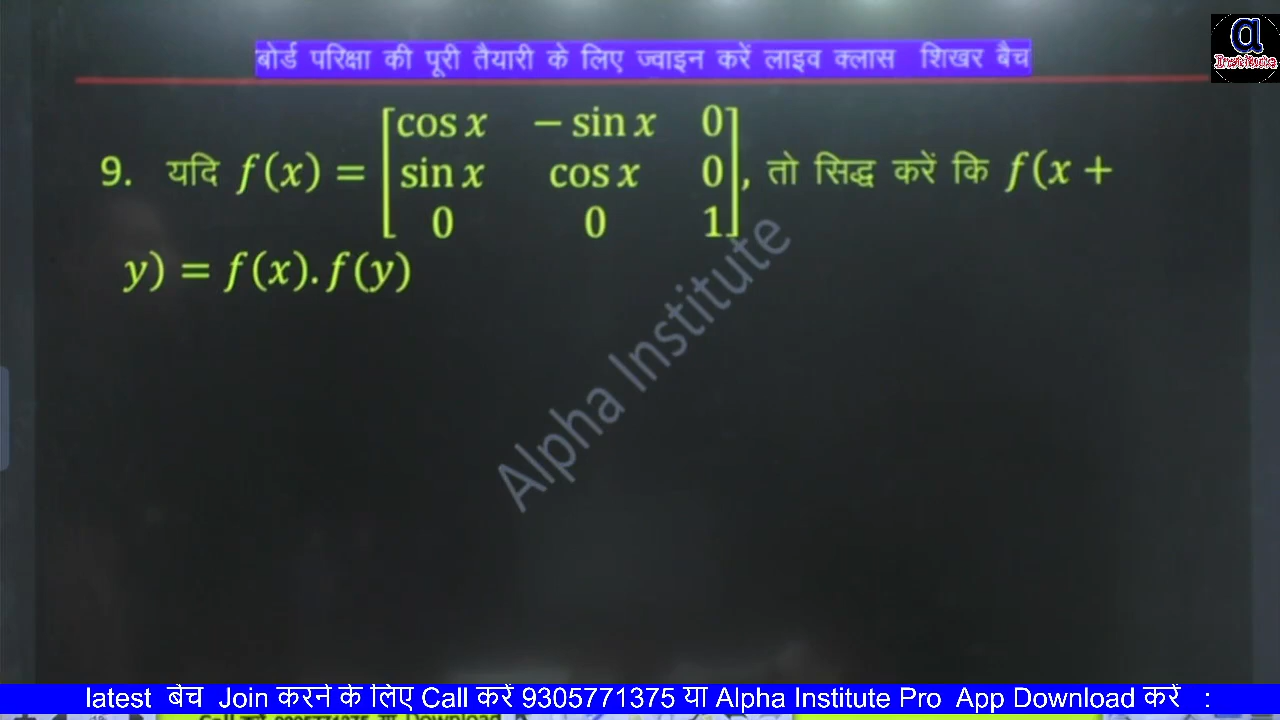 α
Institute
बोर्ड परिक्षा की पूरी तैयारी के लिए ज्वाइन करें लाइव क्लास शिखर बैच
9. यदि f(x) = [cos x − sin x 0
sin x cos x 0
0 0 1], तो सिद्ध करें कि f(x +
y) = f(x). f(y)
Alpha Institute
latest बैच Join करने के लिए Call करें 9305771375 या Alpha Institute Pro App Download करें :